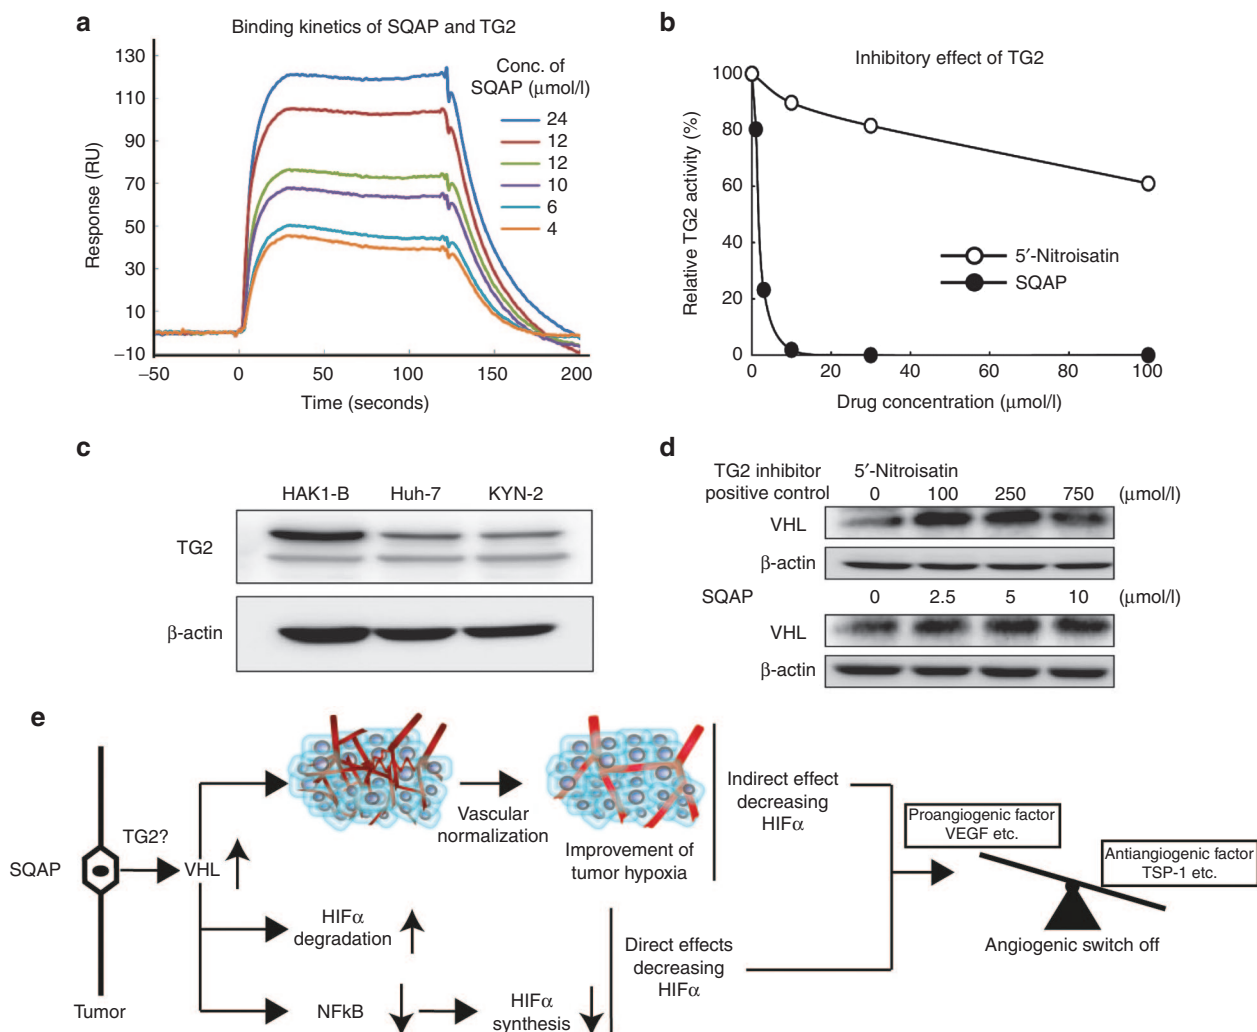 a
Binding kinetics of SQAP and TG2
Response (RU)
130
110
90
70
50
30
10
−10
−50
0
50
100
150
200
Time (seconds)
Conc. of
SQAP (μmol/l)
24
12
12
10
6
4
b
Inhibitory effect of TG2
Relative TG2 activity (%)
100
80
60
40
20
0
0
20
40
60
80
100
Drug concentration (μmol/l)
5′-Nitroisatin
SQAP
c
HAK1-B Huh-7 KYN-2
TG2
β-actin
d
TG2 inhibitor
positive control
5′-Nitroisatin
0 100 250 750 (μmol/l)
VHL
β-actin
SQAP 0 2.5 5 10 (μmol/l)
VHL
β-actin
e
SQAP
Tumor
TG2?
VHL
Vascular
normalization
Improvement of
tumor hypoxia
Indirect effect
decreasing
HIFα
HIFα
degradation
NFkB
HIFα
synthesis
Direct effects
decreasing
HIFα
Proangiogenic factor
VEGF etc.
Antiangiogenic factor
TSP-1 etc.
Angiogenic switch off